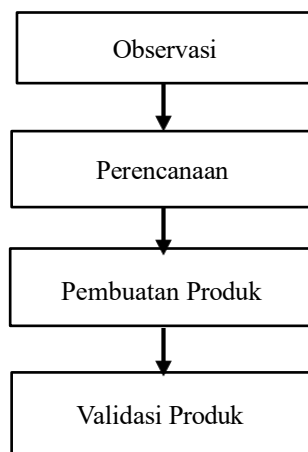 Observasi
Perencanaan
Pembuatan Produk
Validasi Produk